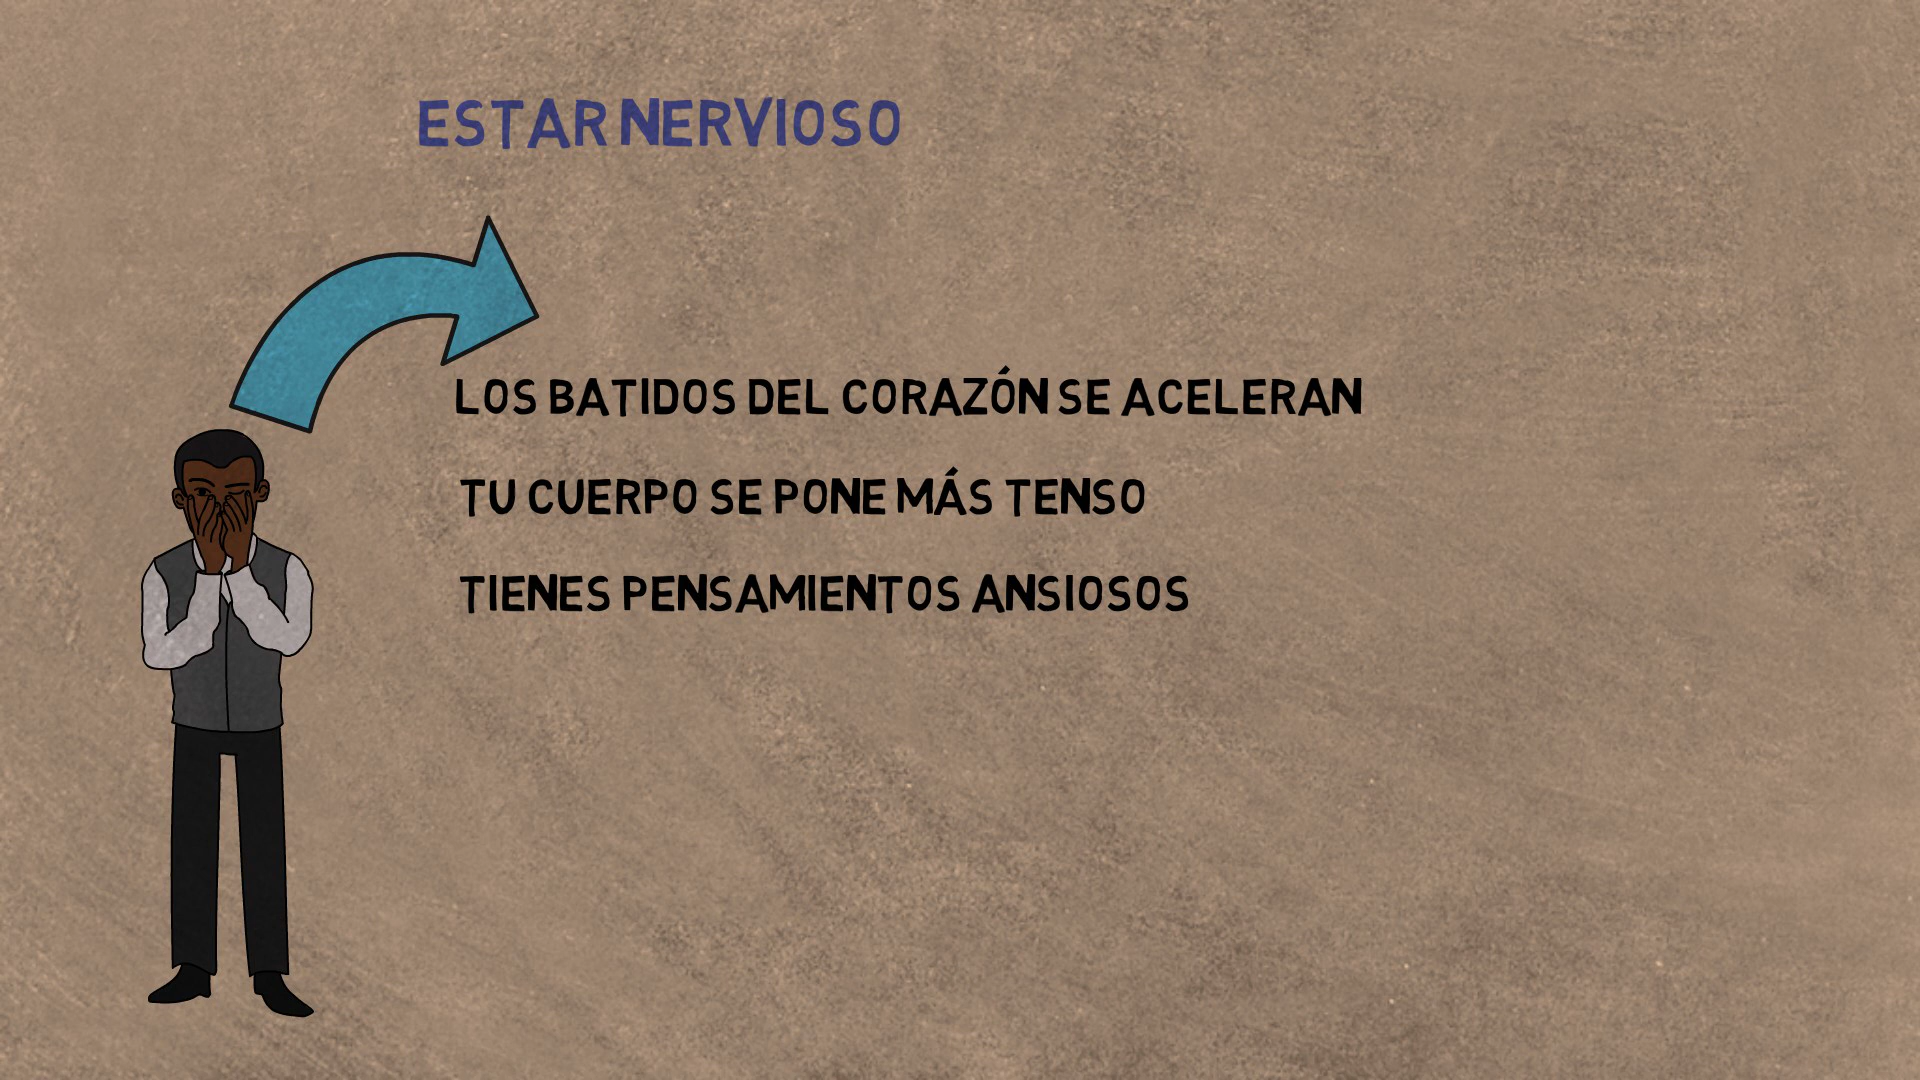 ESTAR NERVIOSO
LOS BATIDOS DEL CORAZÓN SE ACELERAN
TU CUERPO SE PONE MÁS TENSO
TIENES PENSAMIENTOS ANSIOSOS